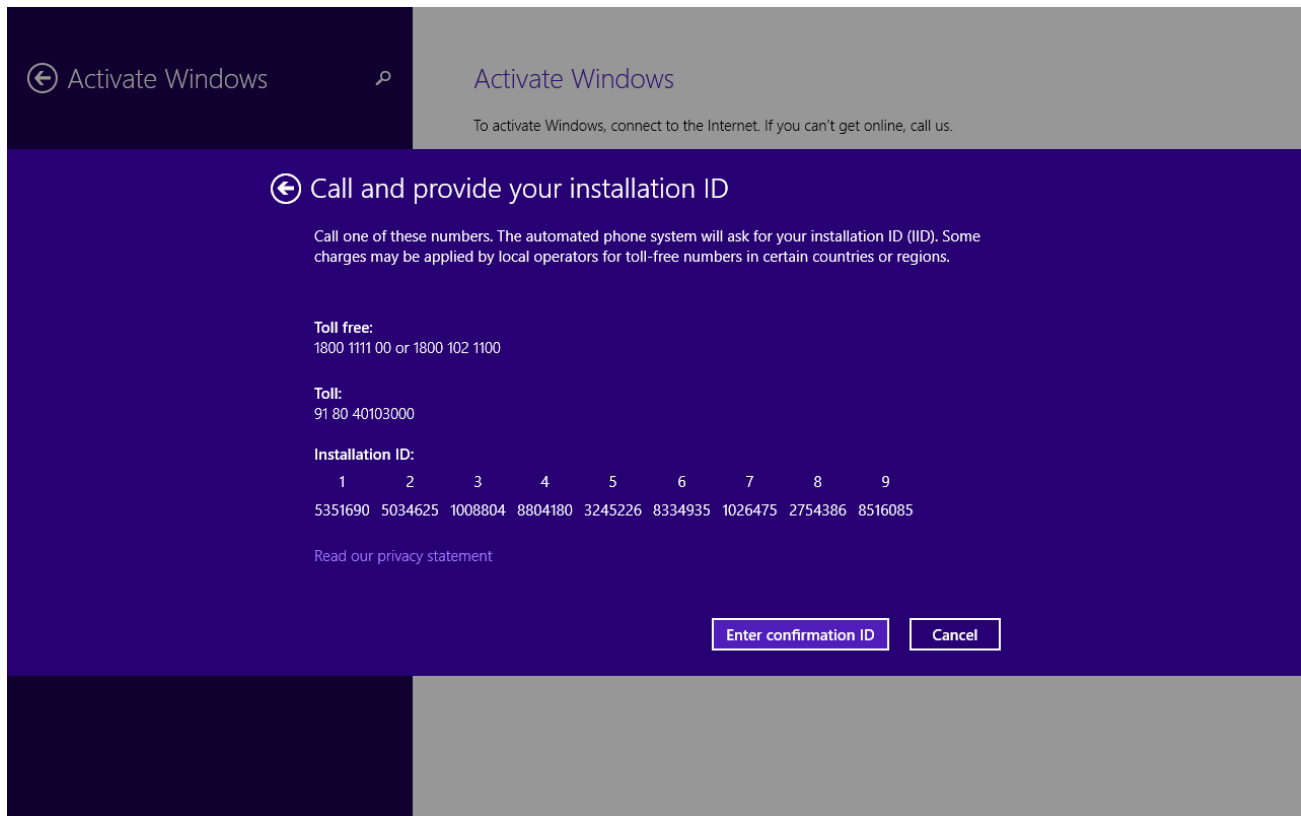 Activate Windows
Activate Windows
To activate Windows, connect to the Internet. If you can't get online, call us.
Call and provide your installation ID
Call one of these numbers. The automated phone system will ask for your installation ID (IID). Some
charges may be applied by local operators for toll-free numbers in certain countries or regions.
Toll free:
1800 1111 00 or 1800 102 1100
Toll:
91 80 40103000
Installation ID:
1 2 3 4 5 6 7 8 9
5351690 5034625 1008804 8804180 3245226 8334935 1026475 2754386 8516085
Read our privacy statement
Enter confirmation ID Cancel